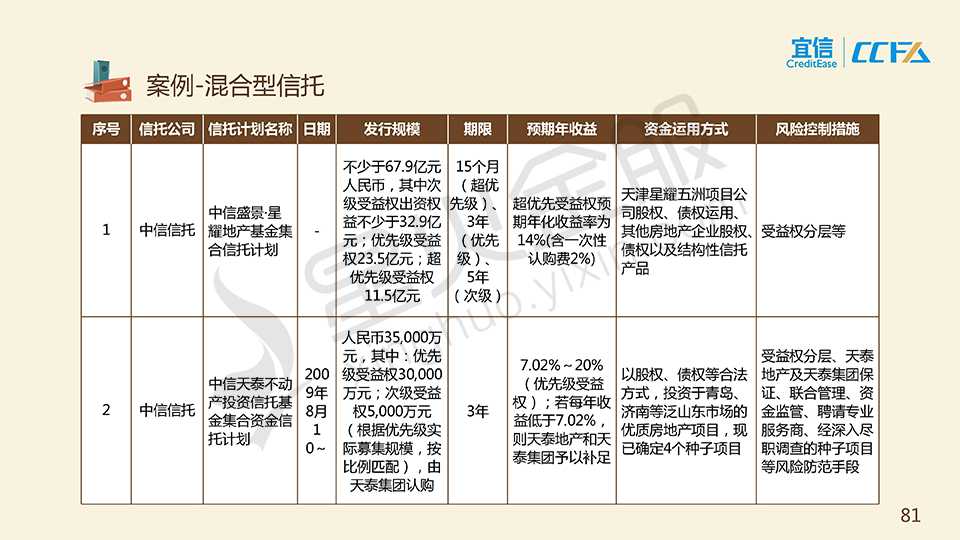 宜信
CreditEase
CCFA
案例-混合型信托
序号
信托公司
信托计划名称
日期
发行规模
期限
预期年收益
资金运用方式
风险控制措施
1
中信信托
中信盛景·星
耀地产基金集
合信托计划
-
不少于67.9亿元
人民币，其中次
级受益权出资权
益不少于32.9亿
元；优先级受益
权23.5亿元；超
优先级受益权
11.5亿元
15个月
（超优
先级）、
3年
（优先
级）、
5年
（次级）
超优先受益权预
期年化收益率为
14%(含一次性
认购费2%)
天津星耀五洲项目公
司股权、债权运用、
其他房地产企业股权、
债权以及结构性信托
产品
受益权分层等
2
中信信托
中信天泰不动
产投资信托基
金集合资金信
托计划
200
9年
8月
1
0～
人民币35,000万
元，其中：优先
级受益权30,000
万元；次级受益
权5,000万元
（根据优先级实
际募集规模，按
比例匹配），由
天泰集团认购
3年
7.02%～20%
（优先级受益
权）；若每年收
益低于7.02%，
则天泰地产和天
泰集团予以补足
以股权、债权等合法
方式，投资于青岛、
济南等泛山东市场的
优质房地产项目，现
已确定4个种子项目
受益权分层、天泰
地产及天泰集团保
证、联合管理、资
金监管、聘请专业
服务商、经深入尽
职调查的种子项目
等风险防范手段
81